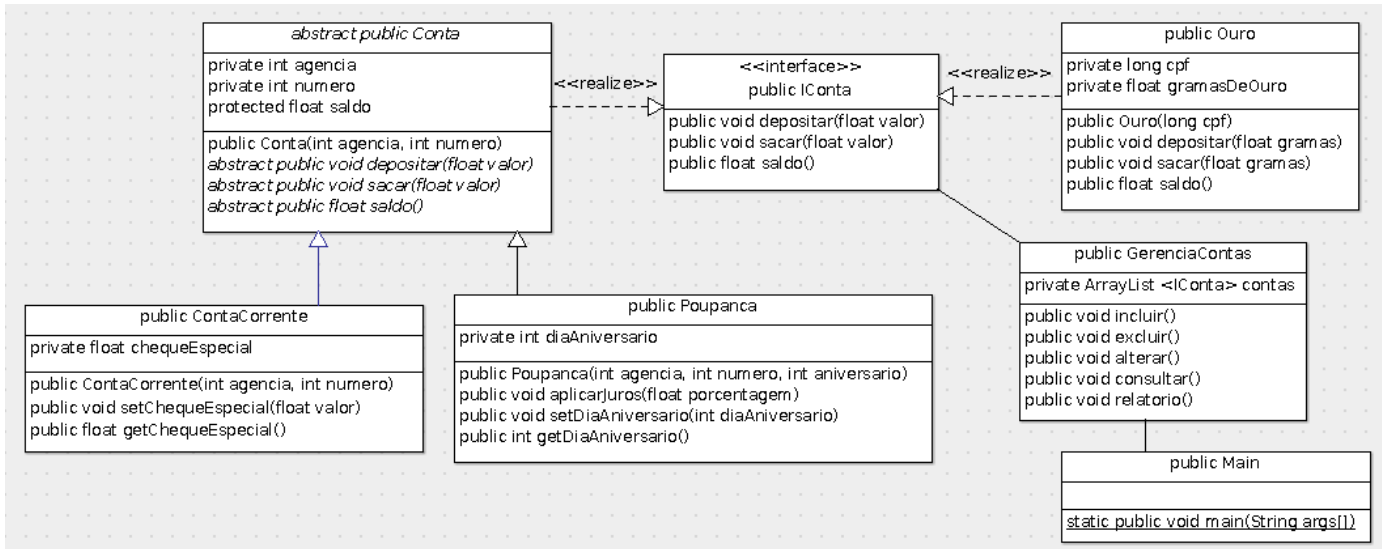 abstract public Conta
private int agencia
private int numero
protected float saldo
public Conta(int agencia, int numero)
abstract public void depositar(float valor)
abstract public void sacar(float valor)
abstract public float saldo()
<<realize>>
<<interface>>
public IConta
public void depositar(float valor)
public void sacar(float valor)
public float saldo()
<<realize>>
public Ouro
private long cpf
private float gramasDeOuro
public Ouro(long cpf)
public void depositar(float gramas)
public void sacar(float gramas)
public float saldo()
public ContaCorrente
private float chequeEspecial
public ContaCorrente(int agencia, int numero)
public void setChequeEspecial(float valor)
public float getChequeEspecial()
public Poupanca
private int diaAniversario
public Poupanca(int agencia, int numero, int aniversario)
public void aplicarJuros(float porcentagem)
public void setDiaAniversario(int diaAniversario)
public int getDiaAniversario()
public GerenciaContas
private ArrayList <IConta> contas
public void incluir()
public void excluir()
public void alterar()
public void consultar()
public void relatorio()
public Main
static public void main(String args[])